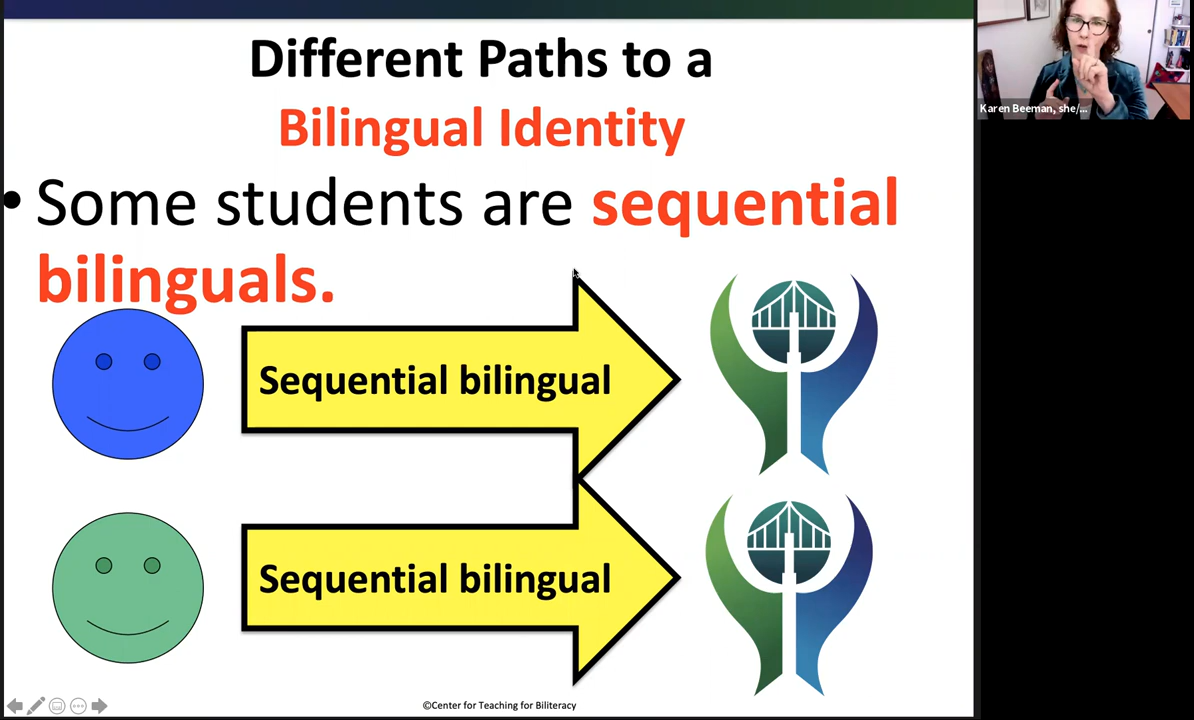 Different Paths to a
Bilingual Identity
• Some students are sequential
bilinguals.
Sequential bilingual
Sequential bilingual
©Center for Teaching for Biliteracy
Karen Beeman, she/...